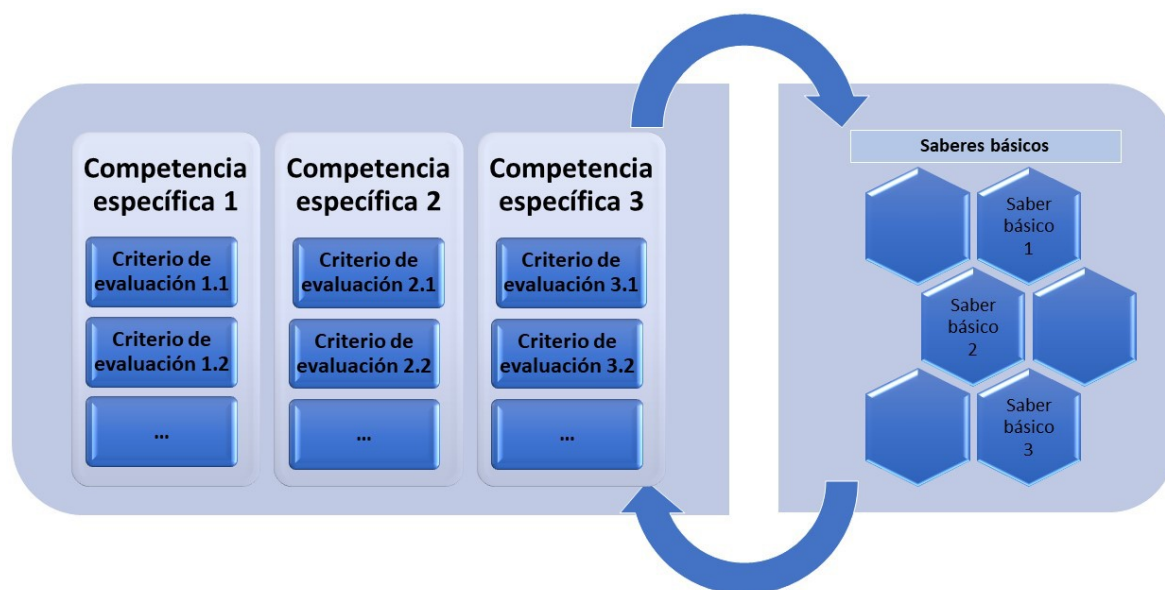 Competencia
específica 1
Criterio de
evaluación 1.1
Criterio de
evaluación 1.2
...
Competencia
específica 2
Criterio de
evaluación 2.1
Criterio de
evaluación 2.2
...
Competencia
específica 3
Criterio de
evaluación 3.1
Criterio de
evaluación 3.2
...
Saberes básicos
Saber
básico
1
Saber
básico
2
Saber
básico
3